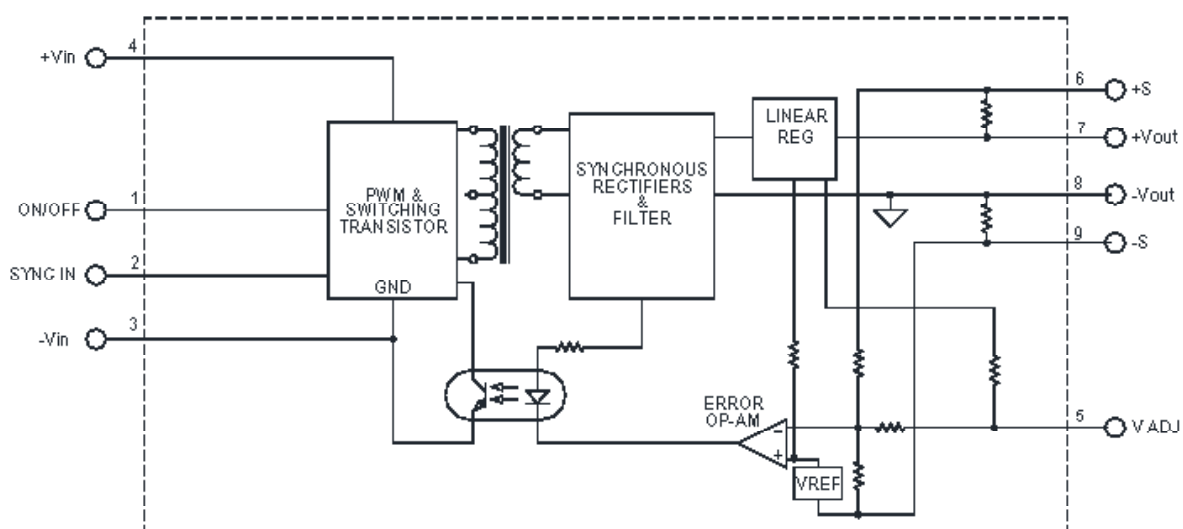 4
+Vin
6
+S
LINEAR
REG
7
+Vout
PWM &
SWITCHING
TRANSISTOR
SYNCHRONOUS
RECTIFIERS
&
FILTER
8
-Vout
1
ON/OFF
9
-S
2
SYNC IN
GND
3
-Vin
ERROR
OP-AM
5
V ADJ
−
+
VREF